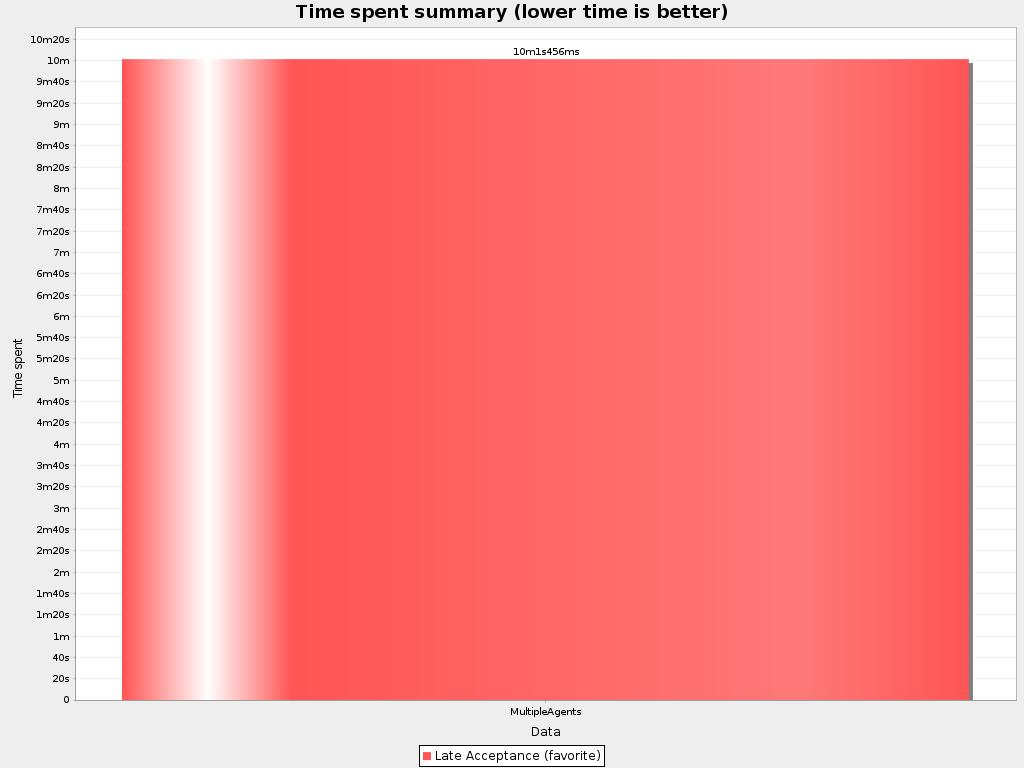 Time spent summary (lower time is better)
10m20s
10m
9m40s
9m20s
9m
8m40s
8m20s
8m
7m40s
7m20s
7m
6m40s
6m20s
6m
5m40s
5m20s
5m
4m40s
4m20s
4m
3m40s
3m20s
3m
2m40s
2m20s
2m
1m40s
1m20s
1m
40s
20s
0
Time spent
10m1s456ms
MultipleAgents
Data
Late Acceptance (favorite)